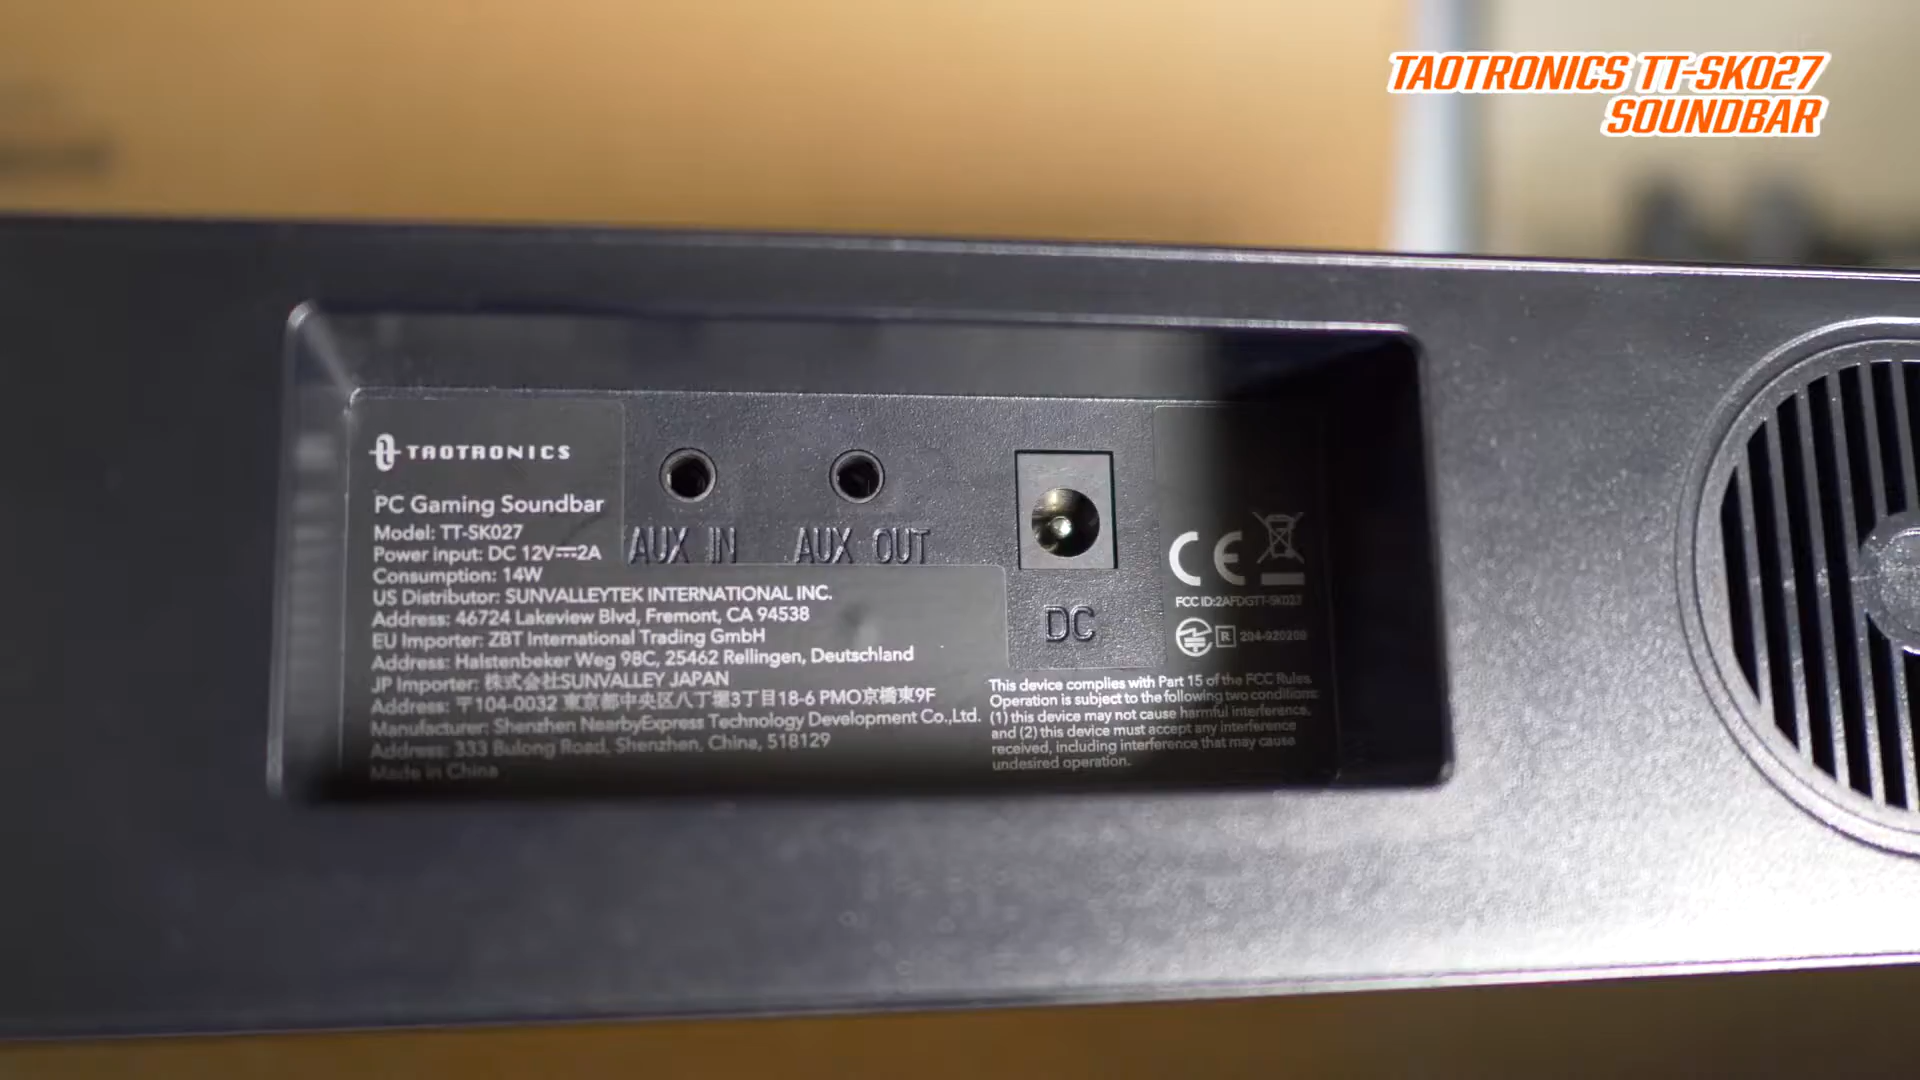 TAOTRONICS TT-SK027
SOUNDBAR
TAOTRONICS
PC Gaming Soundbar
Model: TT-SK027
Power input: DC 12V⎓2A
Consumption: 14W
US Distributor: SUNVALLEYTEK INTERNATIONAL INC.
Address: 46724 Lakeview Blvd, Fremont, CA 94538
EU Importer: ZBT International Trading GmbH
Address: Halstenbeker Weg 98C, 25462 Rellingen, Deutschland
JP Importer: 株式会社SUNVALLEY JAPAN
Address: 〒104-0032 東京都中央区八丁堀3丁目18-6 PMO京橋東9F
Manufacturer: Shenzhen NearbyExpress Technology Development Co.,Ltd.
Address: 333 Bulong Road, Shenzhen, China, 518129
Made in China
AUX IN
AUX OUT
DC
CE
FCC ID:2AFDGTT-SK027
R 204-920209
This device complies with Part 15 of the FCC Rules
Operation is subject to the following two conditions:
(1) this device may not cause harmful interference,
and (2) this device must accept any interference
received, including interference that may cause
undesired operation.